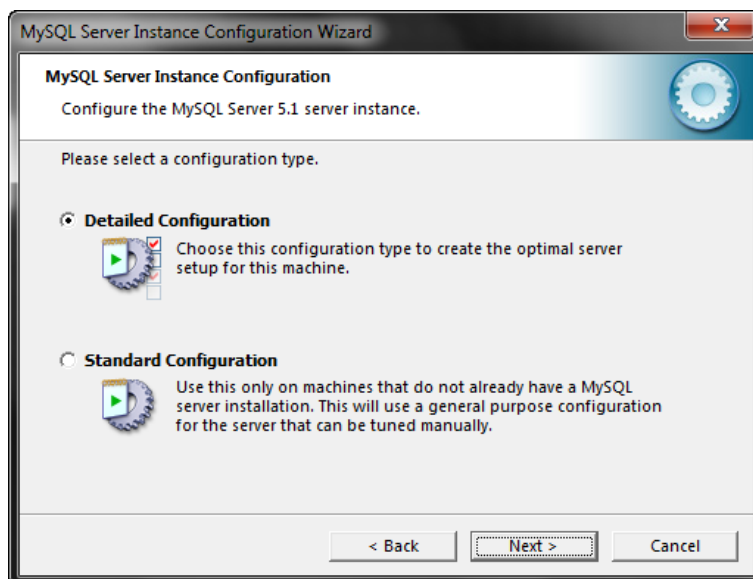 MySQL Server Instance Configuration Wizard
MySQL Server Instance Configuration
Configure the MySQL Server 5.1 server instance.
Please select a configuration type.
Detailed Configuration
Choose this configuration type to create the optimal server
setup for this machine.
Standard Configuration
Use this only on machines that do not already have a MySQL
server installation. This will use a general purpose configuration
for the server that can be tuned manually.
< Back
Next >
Cancel